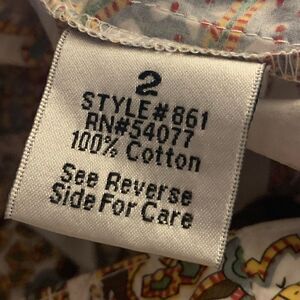 2
STYLE#861
RN#54077
100% Cotton
See Reverse
Side For Care